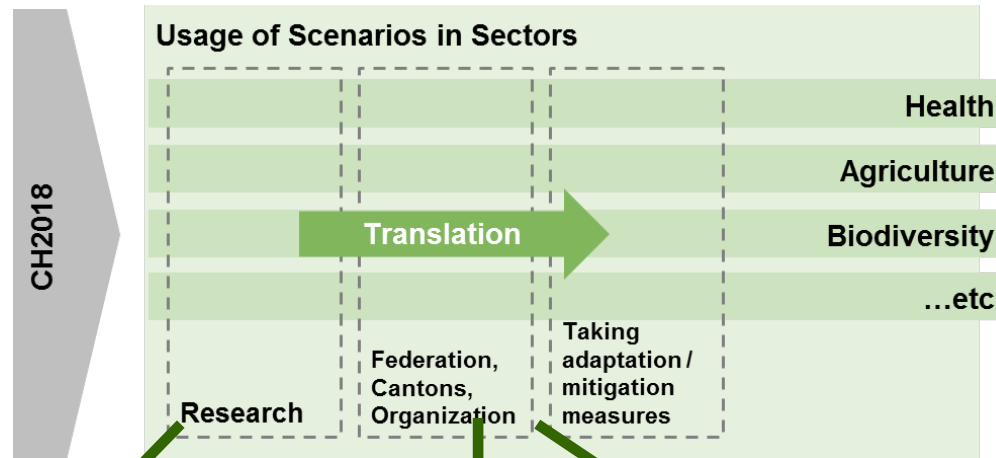 CH2018
Usage of Scenarios in Sectors
Health
Agriculture
Translation
Biodiversity
…etc
Research
Federation,
Cantons,
Organization
Taking
adaptation /
mitigation
measures